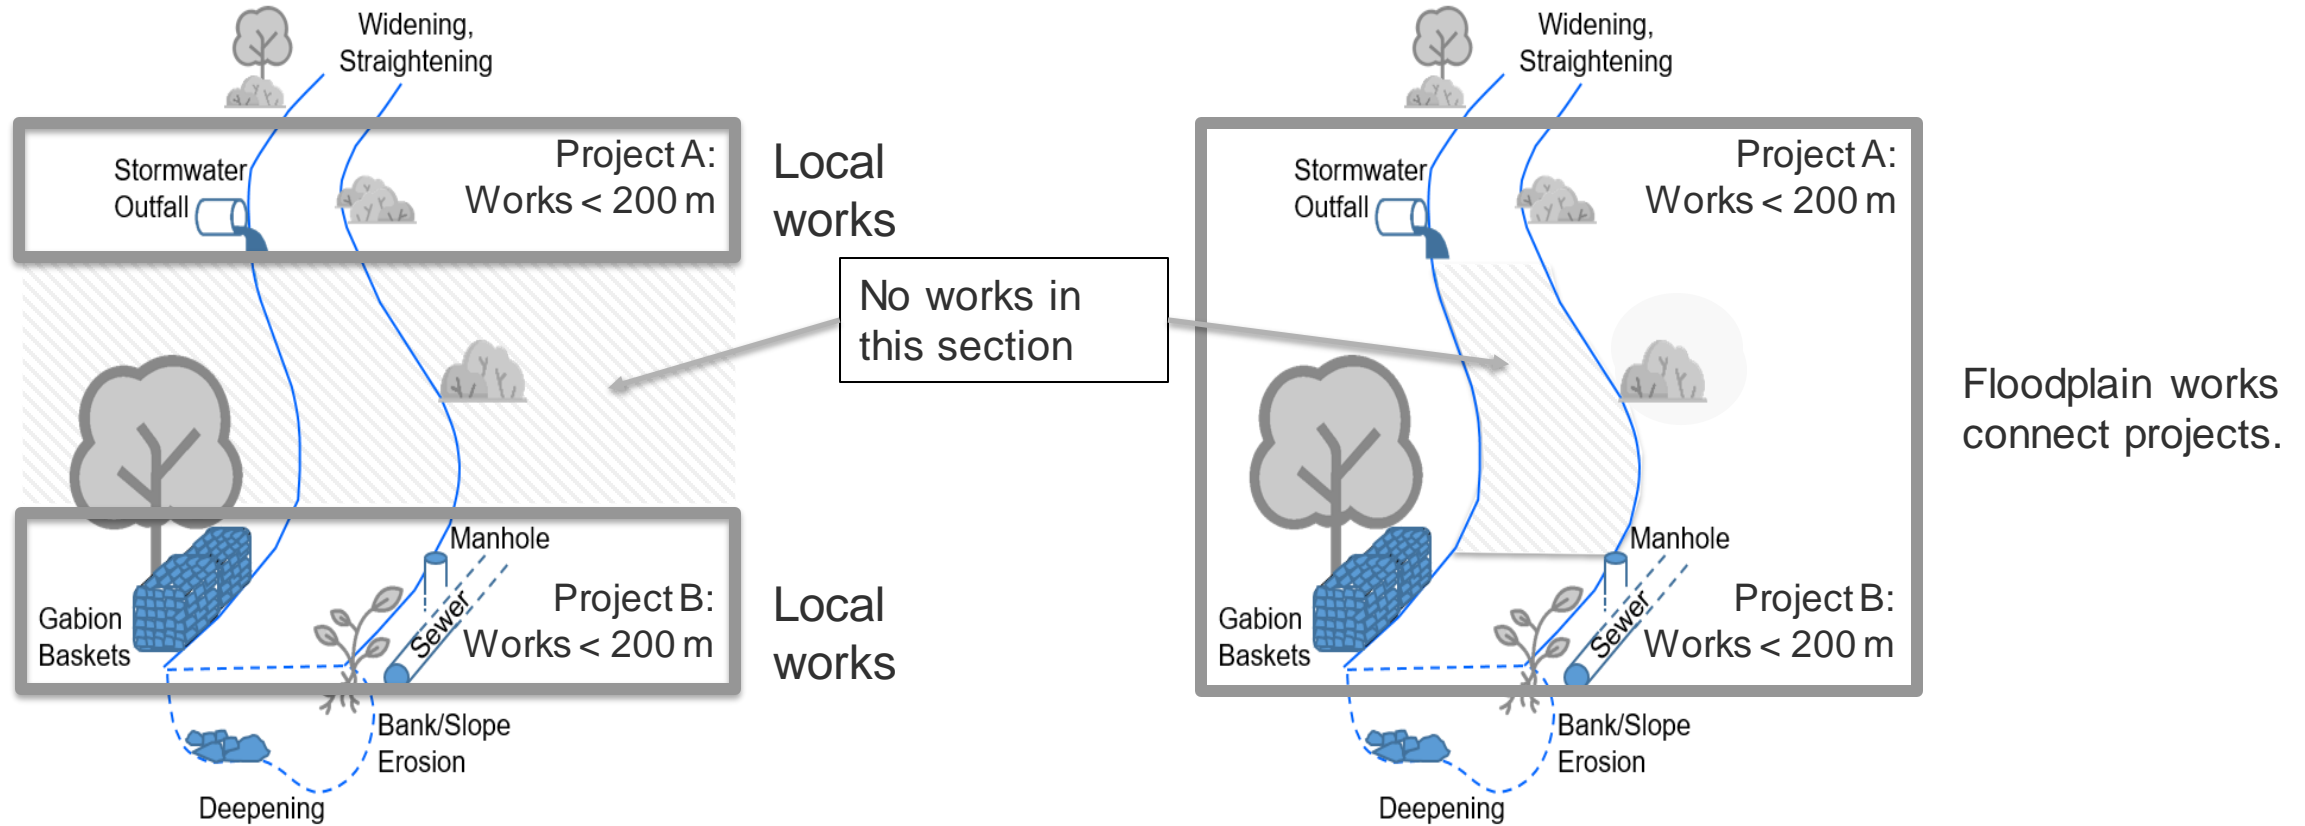 Widening,
Straightening
Stormwater
Outfall
Project A:
Works < 200 m
Local
works
No works in
this section
Manhole
Sewer
Gabion
Baskets
Project B:
Works < 200 m
Local
works
Bank/Slope
Erosion
Deepening
Widening,
Straightening
Stormwater
Outfall
Project A:
Works < 200 m
Floodplain works
connect projects.
Manhole
Sewer
Gabion
Baskets
Project B:
Works < 200 m
Bank/Slope
Erosion
Deepening